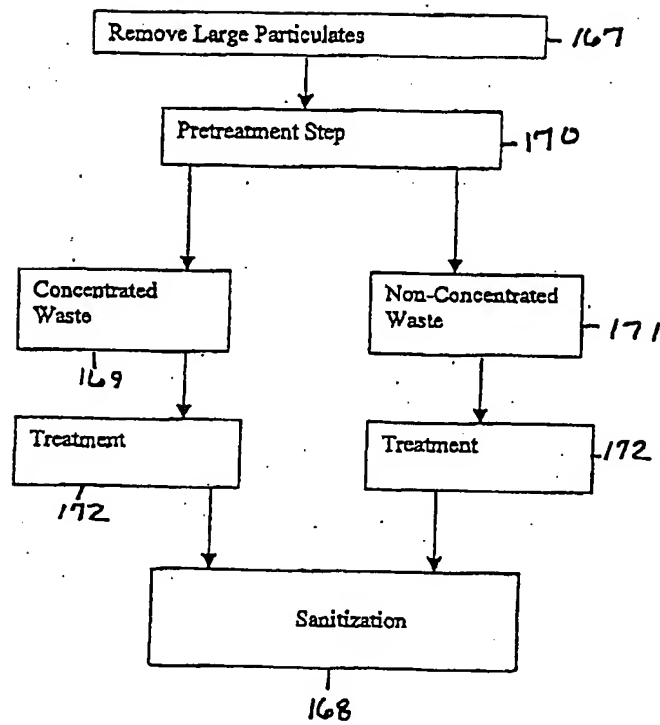 Remove Large Particulates
167
Pretreatment Step
170
Concentrated
Waste
169
Non-Concentrated
Waste
171
Treatment
172
Treatment
172
Sanitization
168